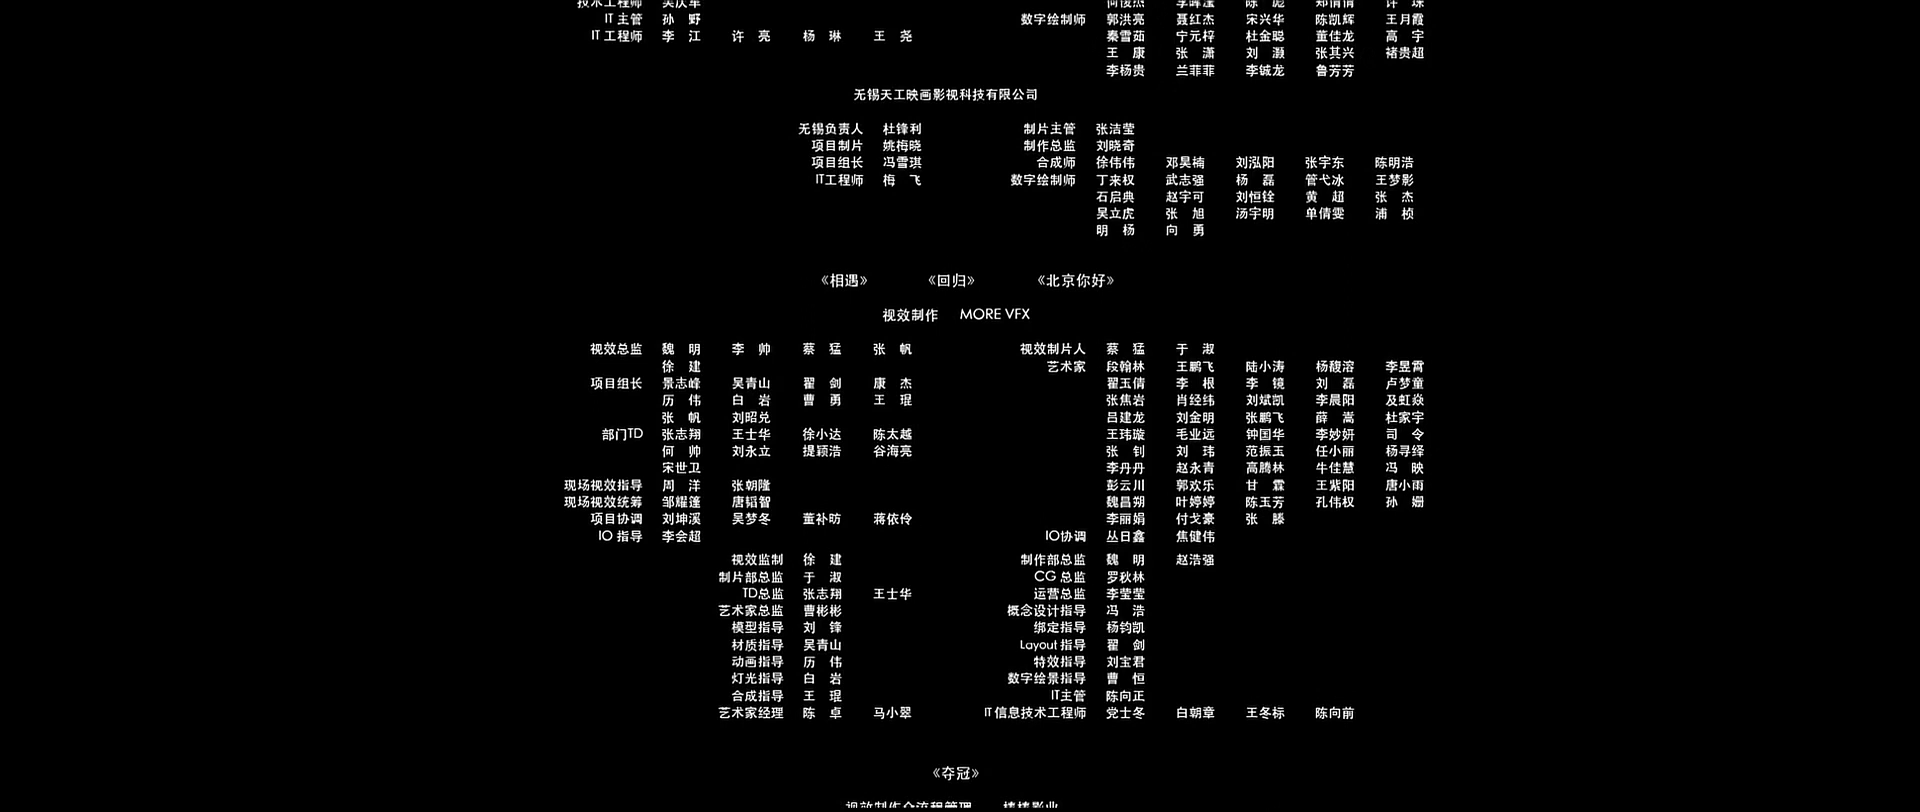 IT 主管 孙 野 数字绘制师 郭洪亮 聂红杰 宋兴华 陈凯辉 王月霞
IT 工程师 李 江 许 亮 杨 琳 王 尧 秦雪茹 宁元梓 杜金聪 董佳龙 高 宇
王 康 张 潇 刘 灏 张其兴 褚贵超
李杨贵 兰菲菲 李铖龙 鲁芳芳
无锡天工映画影视科技有限公司
无锡负责人 杜锋利 制片主管 张洁莹
项目制片 姚梅晓 制作总监 刘晓奇
项目组长 冯雪琪 合成师 徐伟伟 邓昊楠 刘泓阳 张宇东 陈明浩
IT工程师 梅 飞 数字绘制师 丁来权 武志强 杨 磊 管弋冰 王梦影
石启典 赵宇可 刘恒铨 黄 超 张 杰
吴立虎 张 旭 汤宇明 单倩雯 浦 桢
明 杨 向 勇
《相遇》 《回归》 《北京你好》
视效制作 MORE VFX
视效总监 魏 明 李 帅 蔡 猛 张 帆 视效制片人 蔡 猛 于 淑
徐 建 艺术家 段翰林 王鹏飞 陆小涛 杨馥溶 李昱霄
项目组长 景志峰 吴青山 翟 剑 康 杰 翟玉倩 李 根 李 镜 刘 磊 卢梦童
历 伟 白 岩 曹 勇 王 琨 张焦岩 肖经纬 刘斌凯 李晨阳 及虹焱
张 帆 刘昭兑 吕建龙 刘金明 张鹏飞 薛 嵩 杜家宇
部门TD 张志翔 王士华 徐小达 陈太越 王玮璇 毛业远 钟国华 李妙妍 司 令
何 帅 刘永立 提颖浩 谷海亮 张 钊 刘 玮 范振玉 任小丽 杨寻绎
宋世卫 李丹丹 赵永青 高腾林 牛佳慧 冯 映
现场视效指导 周 洋 张朝隆 彭云川 郭欢乐 甘 霖 王紫阳 唐小雨
现场视效统筹 邹耀篷 唐韬智 魏昌朔 叶婷婷 陈玉芳 孔伟权 孙 姗
项目协调 刘坤溪 吴梦冬 董补昉 蒋依伶 李丽娟 付戈豪 张 滕
IO 指导 李会超 IO协调 丛日鑫 焦健伟
视效监制 徐 建 制作部总监 魏 明 赵浩强
制片部总监 于 淑 CG 总监 罗秋林
TD总监 张志翔 王士华 运营总监 李莹莹
艺术家总监 曹彬彬 概念设计指导 冯 浩
模型指导 刘 锋 绑定指导 杨钧凯
材质指导 吴青山 Layout 指导 翟 剑
动画指导 历 伟 特效指导 刘宝君
灯光指导 白 岩 数字绘景指导 曹 恒
合成指导 王 琨 IT主管 陈向正
艺术家经理 陈 卓 马小翠 IT 信息技术工程师 党士冬 白朝章 王冬标 陈向前
《夺冠》